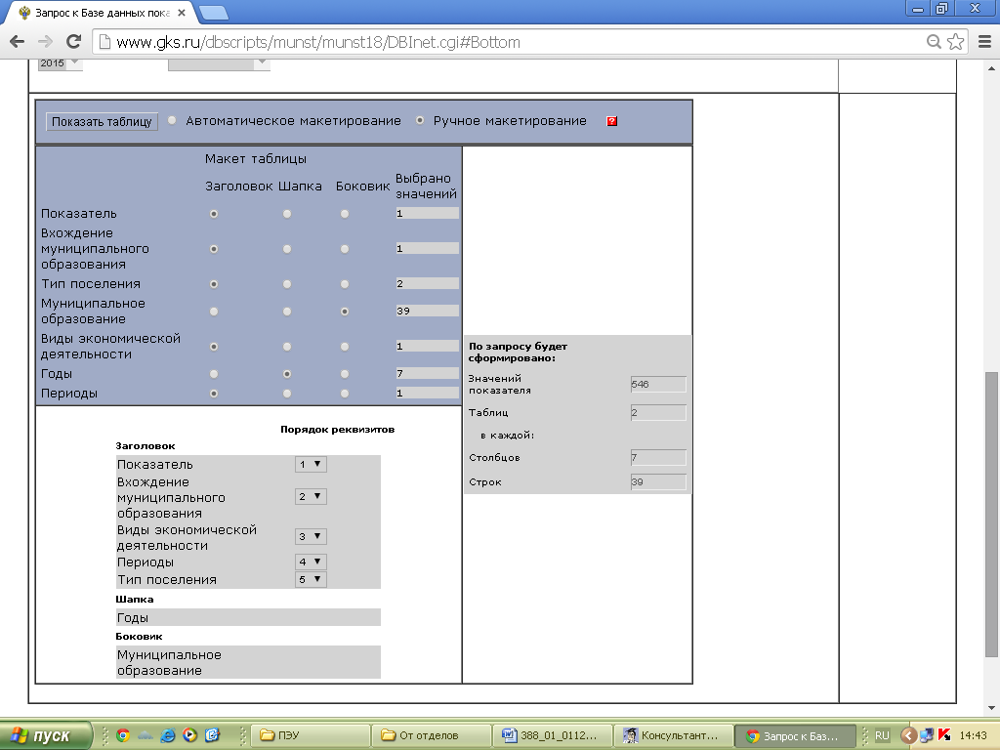 Запрос к Базе данных пока
www.gks.ru/dbscripts/munst/munst18/DBInet.cgi#Bottom
2015
Показать таблицу Автоматическое макетирование Ручное макетирование ?
Макет таблицы
Заголовок Шапка Боковик Выбрано значений
Показатель 1
Вхождение
муниципального 1
образования
Тип поселения 2
Муниципальное
образование 39
Виды экономической
деятельности 1
Годы 7
Периоды 1
По запросу будет
сформировано:
Значений
показателя 546
Таблиц 2
в каждой:
Столбцов 7
Строк 39
Порядок реквизитов
Заголовок
Показатель 1
Вхождение
муниципального 2
образования
Виды экономической
деятельности 3
Периоды 4
Тип поселения 5
Шапка
Годы
Боковик
Муниципальное
образование
пуск ПЭУ От отделов 388_01_0112... Консультант... Запрос к Баз... RU 14:43